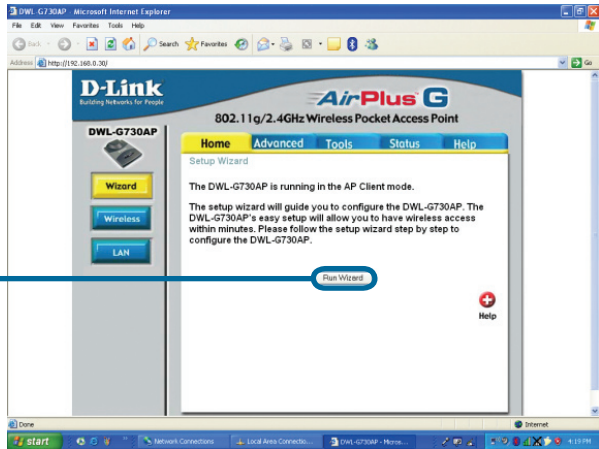 DWL-G730AP - Microsoft Internet Explorer
File Edit View Favorites Tools Help
Back Search Favorites
Address http://192.168.0.30/ Go
D-Link
Building Networks for People
AirPlus G
802.11g/2.4GHz Wireless Pocket Access Point
DWL-G730AP
Home Advanced Tools Status Help
Setup Wizard
Wizard
The DWL-G730AP is running in the AP Client mode.
The setup wizard will guide you to configure the DWL-G730AP. The
DWL-G730AP's easy setup will allow you to have wireless access
within minutes. Please follow the setup wizard step by step to
configure the DWL-G730AP.
Wireless
LAN
Run Wizard
Help
Done Internet
start Network Connections Local Area Connectio... DWL-G730AP - Micros... 4:19 PM